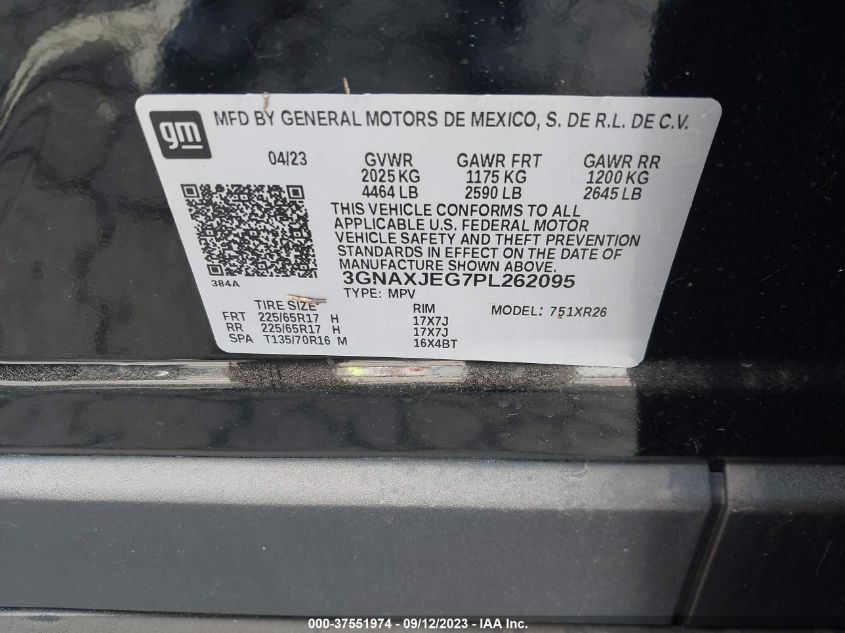 gm MFD BY GENERAL MOTORS DE MEXICO, S. DE R.L. DE C.V.
04/23 GVWR GAWR FRT GAWR RR
2025 KG 1175 KG 1200 KG
4464 LB 2590 LB 2645 LB
THIS VEHICLE CONFORMS TO ALL
APPLICABLE U.S. FEDERAL MOTOR
VEHICLE SAFETY AND THEFT PREVENTION
STANDARDS IN EFFECT ON THE DATE OF
MANUFACTURE SHOWN ABOVE.
384A 3GNAXJEG7PL262095
TYPE: MPV
TIRE SIZE RIM MODEL: 751XR26
FRT 225/65R17 H 17X7J
RR 225/65R17 H 17X7J
SPA T135/70R16 M 16X4BT
000-37551974 - 09/12/2023 - IAA Inc.